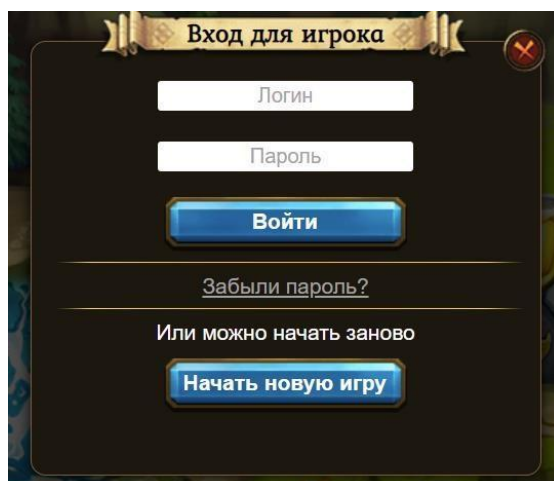 Вход для игрока
Логин
Пароль
Войти
Забыли пароль?
Или можно начать заново
Начать новую игру